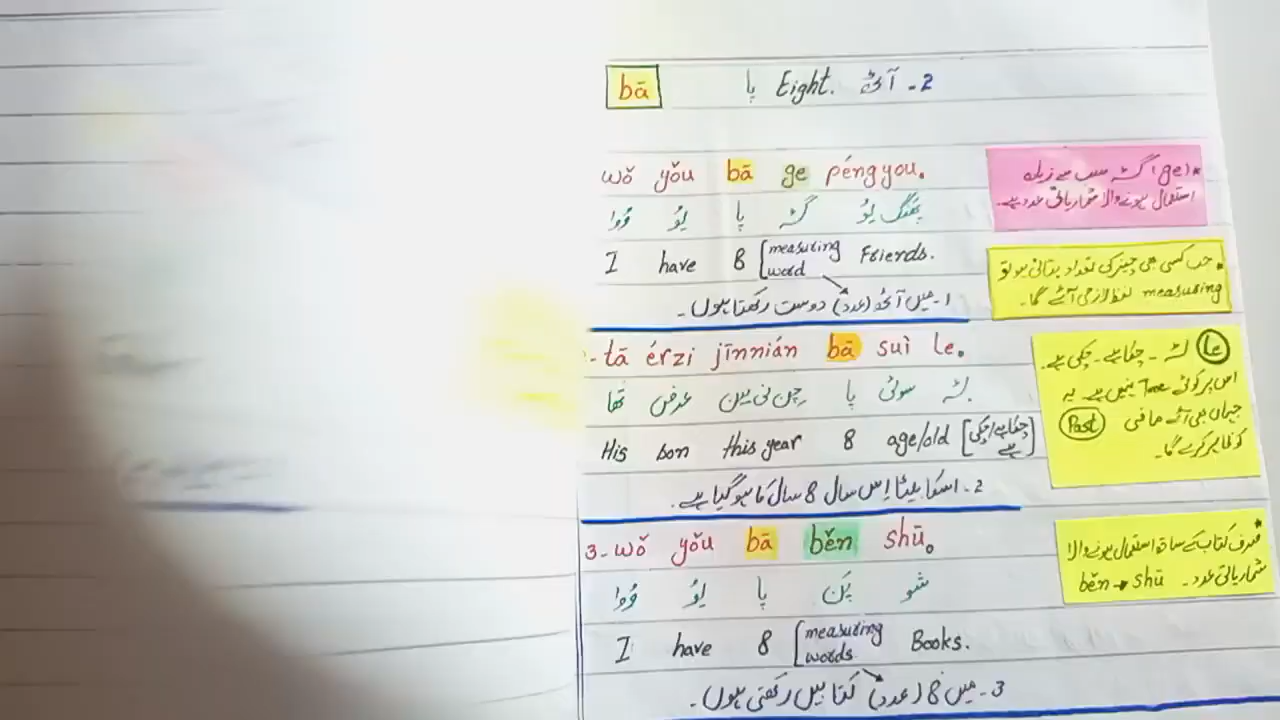 bā پا Eight. آٹھ -2
wǒ yǒu bā ge péngyou.
وُوا یوُ پا گہ پھنگ یوُ
I have 8 [measuring word Friends.
۱- میں آٹھ (عدد) دوست رکھتا ہوں۔
*(ge) گہ سب سے زیادہ
استعمال ہونے والا شماریاتی عدد ہے۔
جب کسی بھی چیز کی تعداد بتانی ہو تو
measuring لفظ لازمی آئے گا۔
-tā érzi jīnnián bā suì le.
تھا عرض چن نی یین پا سوئی لہ.
His son this year 8 age/old [چکا ہے/چکی ہے]
2- اسکا بیٹا اِس سال 8 سال کا ہو گیا ہے۔
Le لہ - چکا ہے - چکی ہے۔
اس پر کوئی Tone نہیں ہے۔ یہ
جہاں بھی آئے ماضی Past
کو ظاہر کرے گا۔
3-wǒ yǒu bā běn shū.
وُوا یوُ پا پَن شو
I have 8 [measuring words Books.
3- میں 8 (عدد) کتابیں رکھتی ہوں۔
*صرف کتاب کے ساتھ استعمال ہونے والا
شماریاتی عدد۔ běn→shū